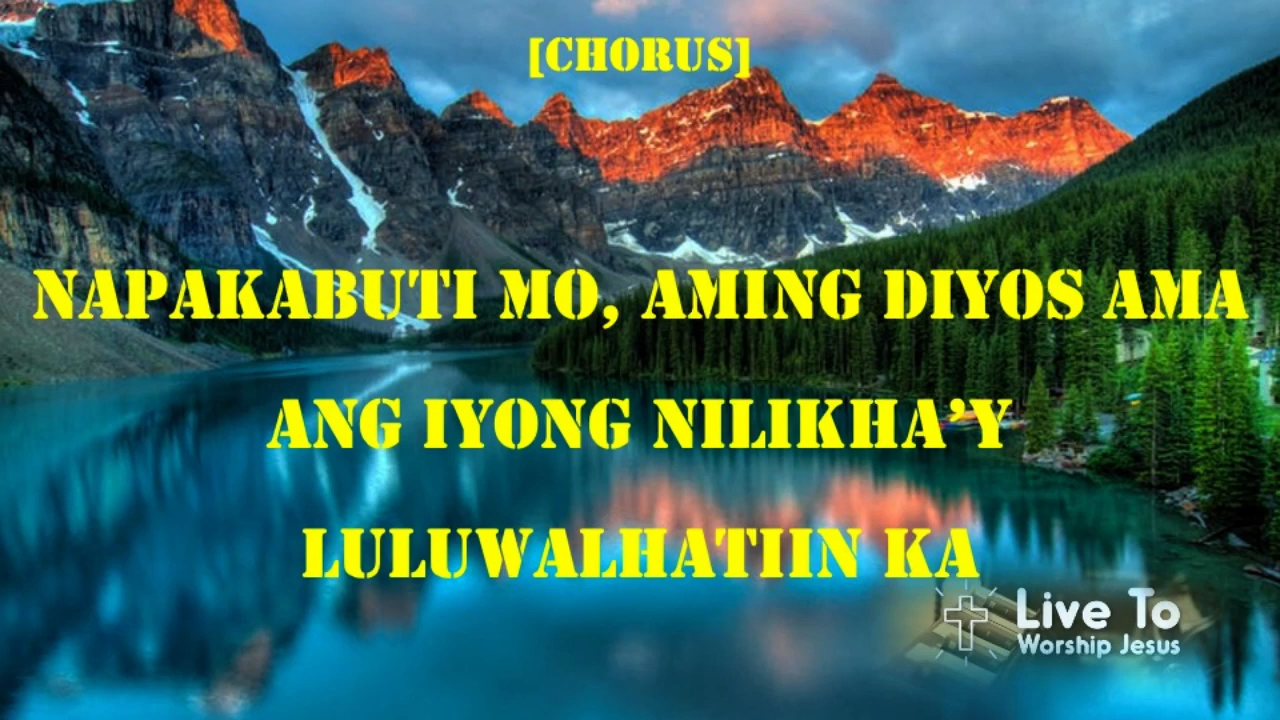 [CHORUS]
NAPAKABUTI MO, AMING DIYOS AMA
ANG IYONG NILIKHA’Y
LULUWALHATIIN KA
Live To
Worship Jesus